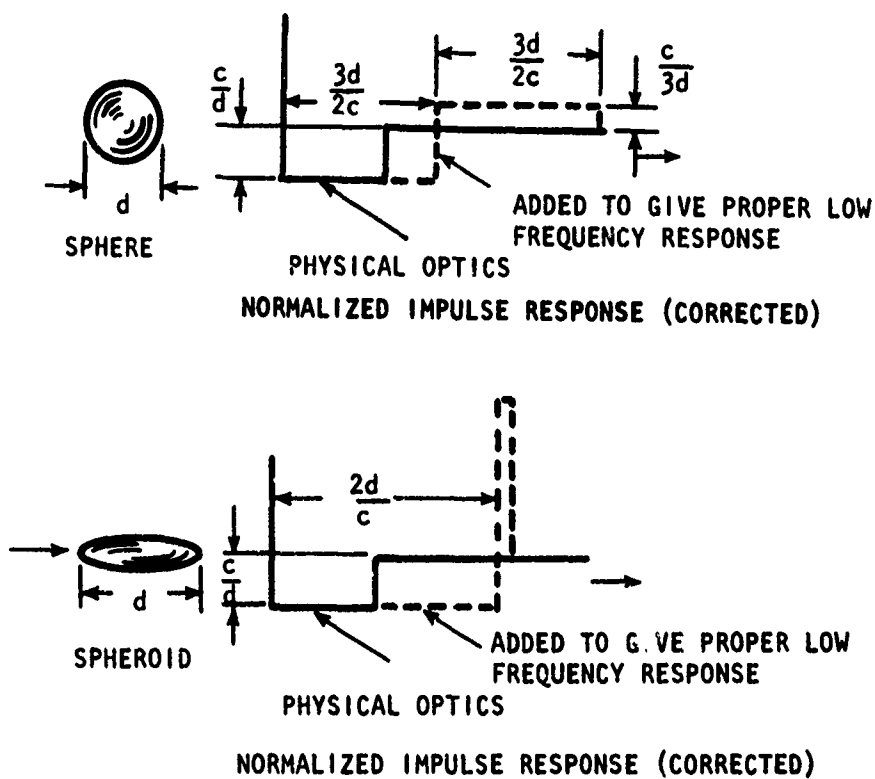 c/d
3d/2c
3d/2c
c/3d
d
SPHERE
ADDED TO GIVE PROPER LOW
FREQUENCY RESPONSE
PHYSICAL OPTICS
NORMALIZED IMPULSE RESPONSE (CORRECTED)
2d/c
c/d
d
SPHEROID
ADDED TO G.VE PROPER LOW
FREQUENCY RESPONSE
PHYSICAL OPTICS
NORMALIZED IMPULSE RESPONSE (CORRECTED)